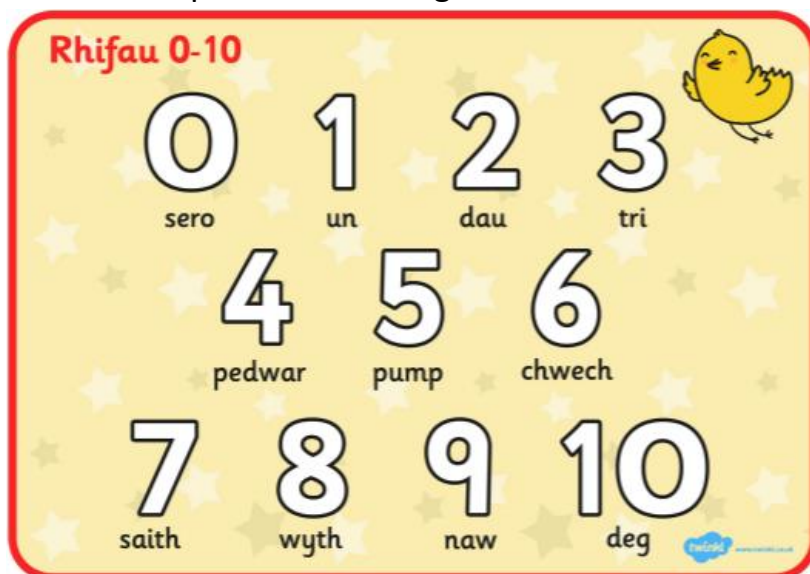 Rhifau 0-10
0 1 2 3
sero un dau tri
4 5 6
pedwar pump chwech
7 8 9 10
saith wyth naw deg
twinkl